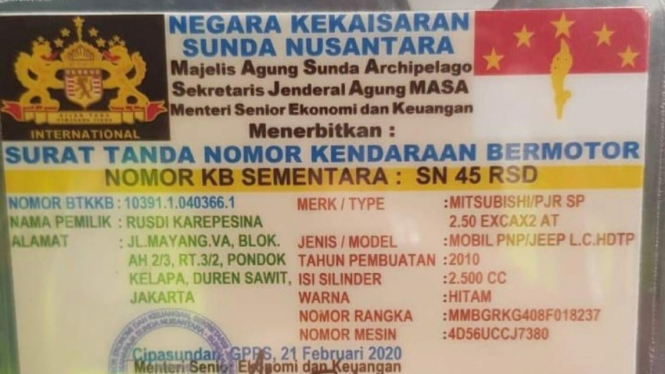 NEGARA KEKAISARAN
SUNDA NUSANTARA
Majelis Agung Sunda Archipelago
Sekretaris Jenderal Agung MASA
Menteri Senior Ekonomi dan Keuangan
Menerbitkan :
INTERNATIONAL
SURAT TANDA NOMOR KENDARAAN BERMOTOR
NOMOR KB SEMENTARA : SN 45 RSD
NOMOR BTKKB : 10391.1.040366.1
NAMA PEMILIK : RUSDI KAREPESINA
ALAMAT : JL.MAYANG.VA, BLOK.
AH 2/3, RT.3/2, PONDOK
KELAPA, DUREN SAWIT,
JAKARTA
MERK / TYPE :MITSUBISHI/PJR SP
2.50 EXCAX2 AT
JENIS / MODEL :MOBIL PNP/JEEP L.C.HDTP
TAHUN PEMBUATAN :2010
ISI SILINDER :2.500 CC
WARNA :HITAM
NOMOR RANGKA :MMBGRKG408F018237
NOMOR MESIN :4D56UCCJ7380
Cipasundan, GPRS, 21 Februari 2020
Menteri Senior Ekonomi dan Keuangan